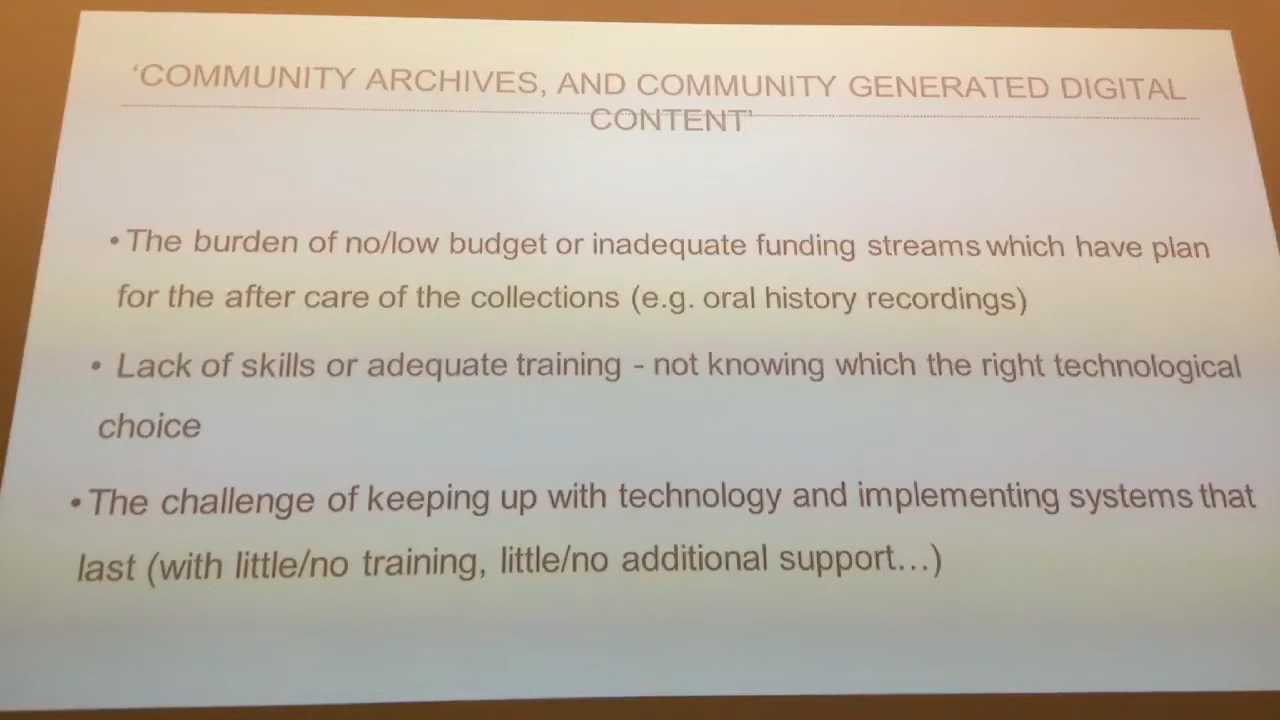 ‘COMMUNITY ARCHIVES, AND COMMUNITY GENERATED DIGITAL
CONTENT’
• The burden of no/low budget or inadequate funding streams which have plan
for the after care of the collections (e.g. oral history recordings)
• Lack of skills or adequate training - not knowing which the right technological
choice
• The challenge of keeping up with technology and implementing systems that
last (with little/no training, little/no additional support…)